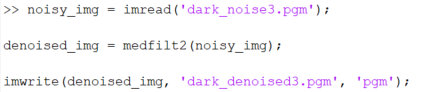 >> noisy_img = imread('dark_noise3.pgm');
denoised_img = medfilt2(noisy_img);
imwrite(denoised_img, 'dark_denoised3.pgm', 'pgm');